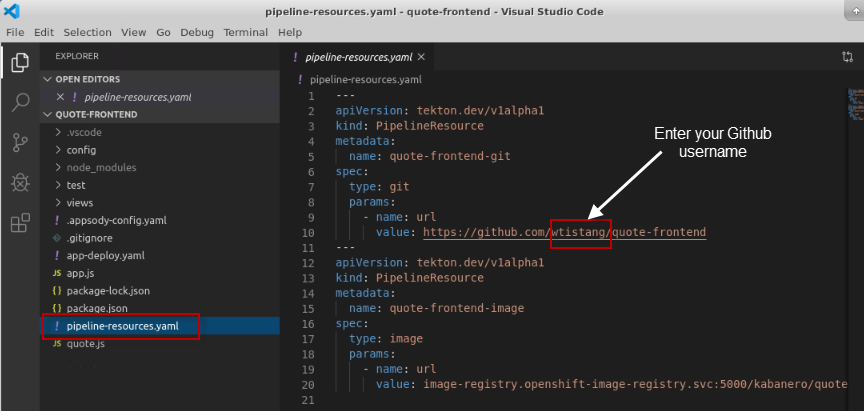 pipeline-resources.yaml - quote-frontend - Visual Studio Code
File Edit Selection View Go Debug Terminal Help
EXPLORER
OPEN EDITORS
! pipeline-resources.yaml
QUOTE-FRONTEND
.vscode
config
node_modules
test
views
! .appsody-config.yaml
.gitignore
! app-deploy.yaml
JS app.js
{} package-lock.json
{} package.json
! pipeline-resources.yaml
JS quote.js
! pipeline-resources.yaml
! pipeline-resources.yaml
1 ---
2 apiVersion: tekton.dev/v1alpha1
3 kind: PipelineResource
4 metadata:
5 name: quote-frontend-git
6 spec:
7 type: git
8 params:
9 - name: url
10 value: https://github.com/wtistang/quote-frontend
11 ---
12 apiVersion: tekton.dev/v1alpha1
13 kind: PipelineResource
14 metadata:
15 name: quote-frontend-image
16 spec:
17 type: image
18 params:
19 - name: url
20 value: image-registry.openshift-image-registry.svc:5000/kabanero/quote
21
Enter your Github
username